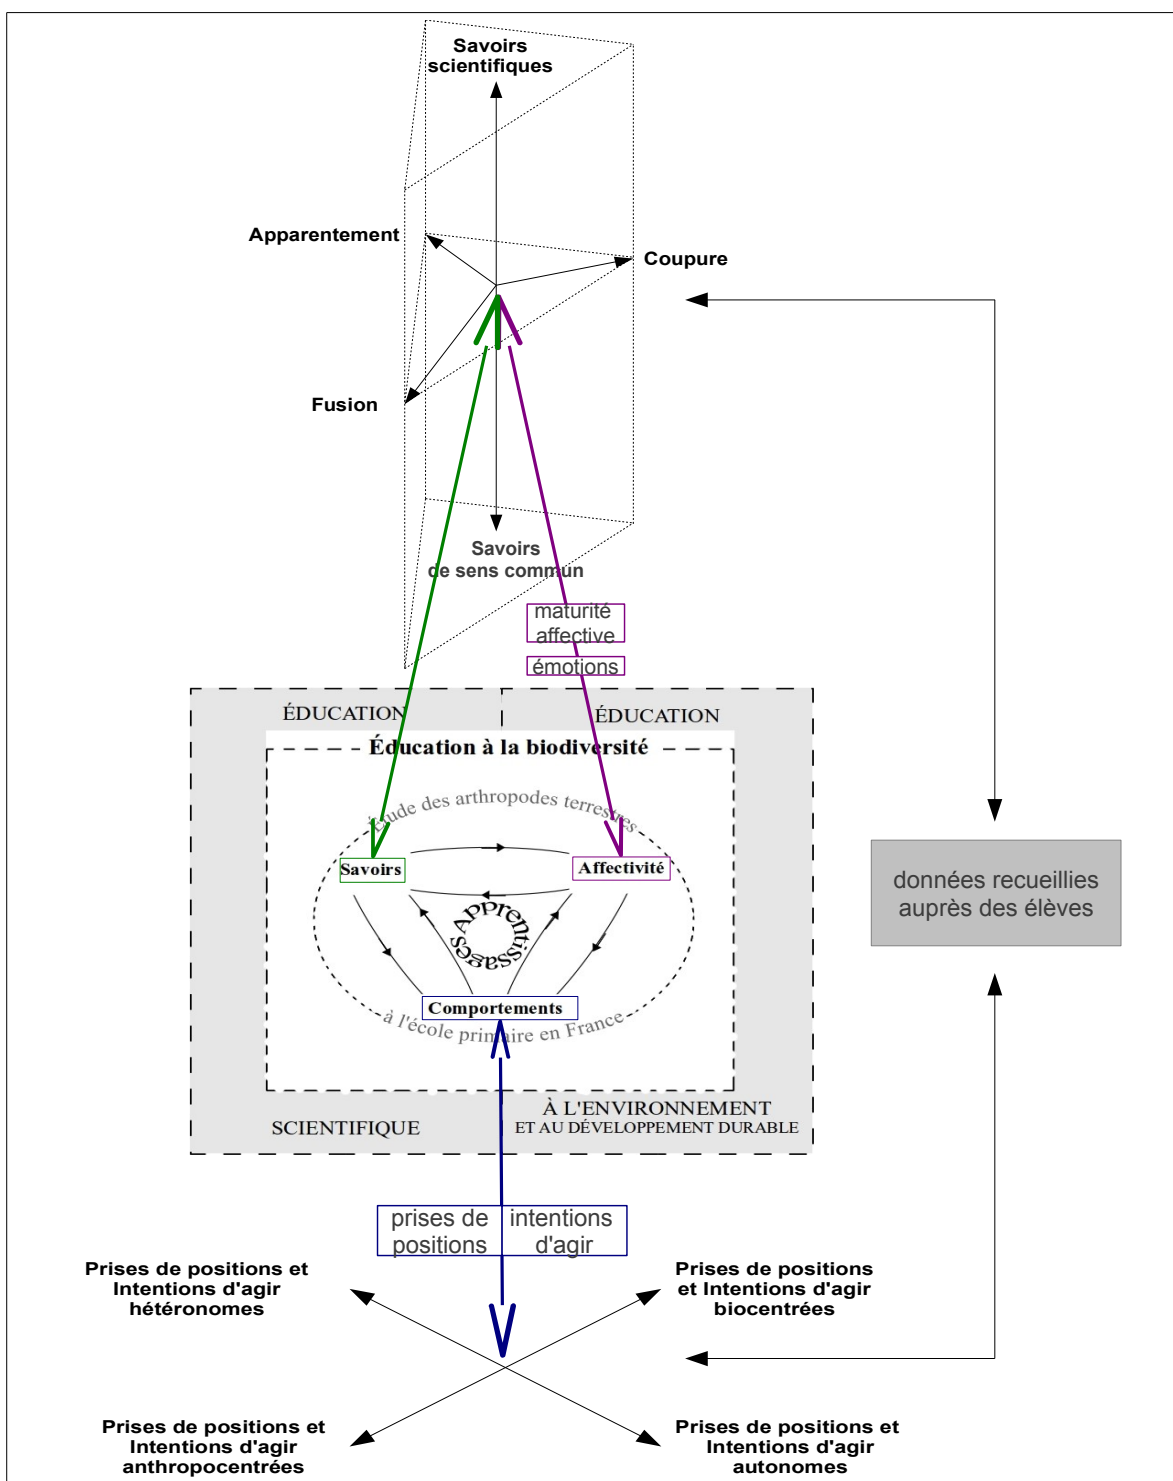 Savoirs
scientifiques
Apparentement
Coupure
Fusion
Savoirs
de sens commun
maturité
affective
émotions
ÉDUCATION
ÉDUCATION
Éducation à la biodiversité
Étude des arthropodes terrestres
Savoirs
Affectivité
Apprentissages
Comportements
à l'école primaire en France
données recueillies
auprès des élèves
SCIENTIFIQUE
À L'ENVIRONNEMENT
ET AU DÉVELOPPEMENT DURABLE
prises de
positions
intentions
d'agir
Prises de positions et
Intentions d'agir
hétéronomes
Prises de positions
et Intentions d'agir
biocentrées
Prises de positions et
Intentions d'agir
anthropocentrées
Prises de positions et
Intentions d'agir
autonomes